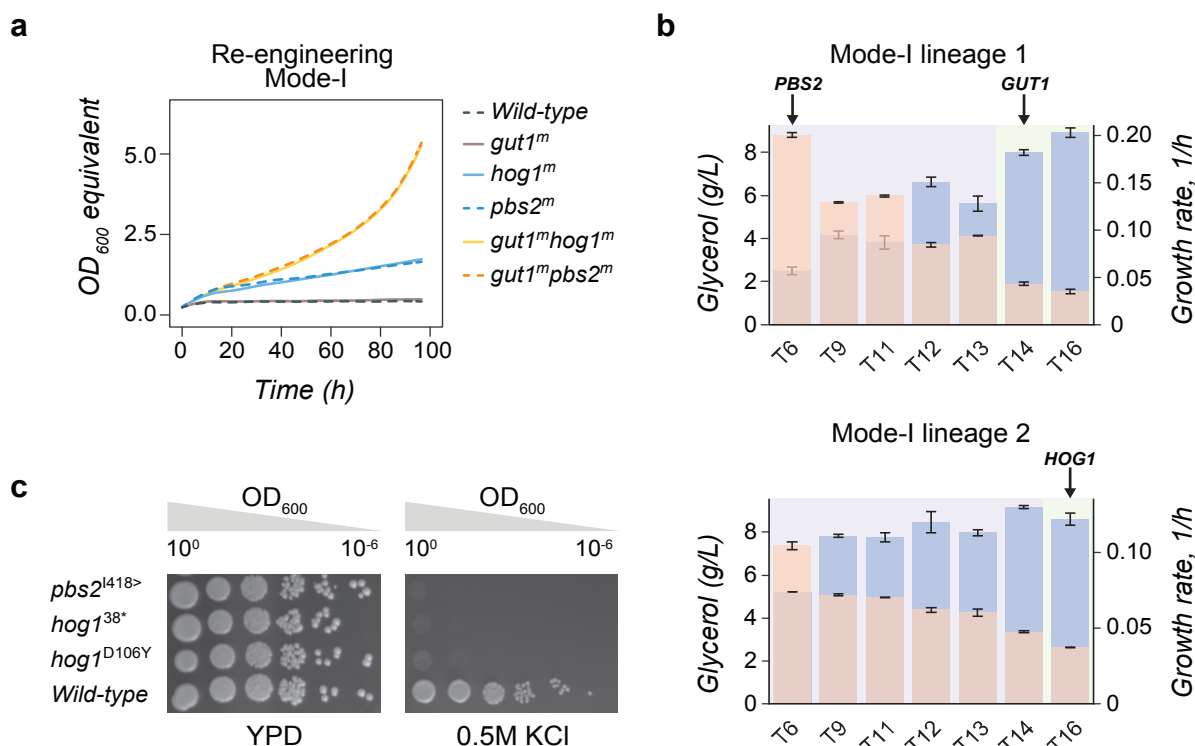 a
Re-engineering
Mode-I
OD600 equivalent
5.0
2.5
0.0
0 20 40 60 80 100
Time (h)
Wild-type
gut1m
hog1m
pbs2m
gut1mhog1m
gut1mpbs2m
b
Mode-I lineage 1
PBS2 GUT1
Glycerol (g/L)
8
6
4
2
0
0.20
0.15
0.10
0.05
0
Growth rate, 1/h
T6 T9 T11 T12 T13 T14 T16
Mode-I lineage 2
HOG1
Glycerol (g/L)
8
6
4
2
0
0.10
0.05
0
Growth rate, 1/h
T6 T9 T11 T12 T13 T14 T16
c
OD600 OD600
10⁰ 10⁻⁶ 10⁰ 10⁻⁶
pbs2I418>
hog138*
hog1D106Y
Wild-type
YPD 0.5M KCl